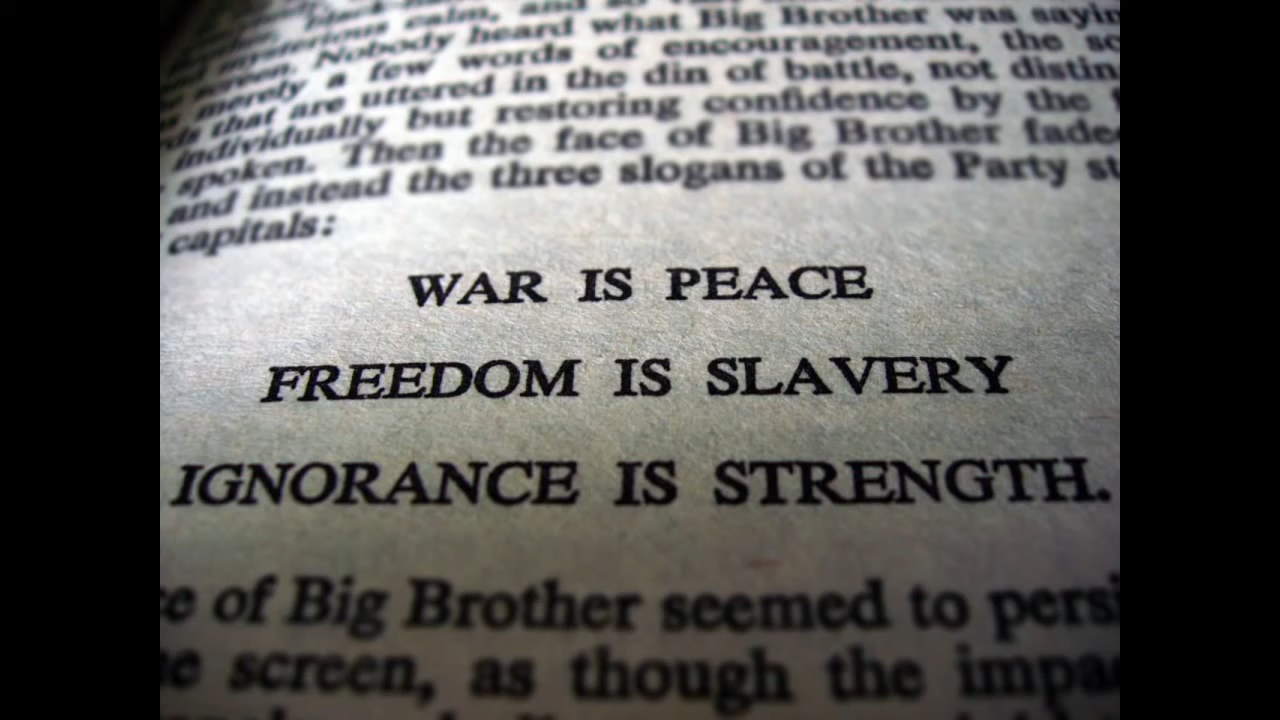 calm, and so
mysterious Nobody heard what Big Brother was
merely a few words of encouragement, the
that are uttered in the din of battle, not
individually but restoring confidence by the
spoken. Then the face of Big Brother
and instead the three slogans of the Party
capitals:
WAR IS PEACE
FREEDOM IS SLAVERY
IGNORANCE IS STRENGTH.
of Big Brother seemed to
screen, as though the